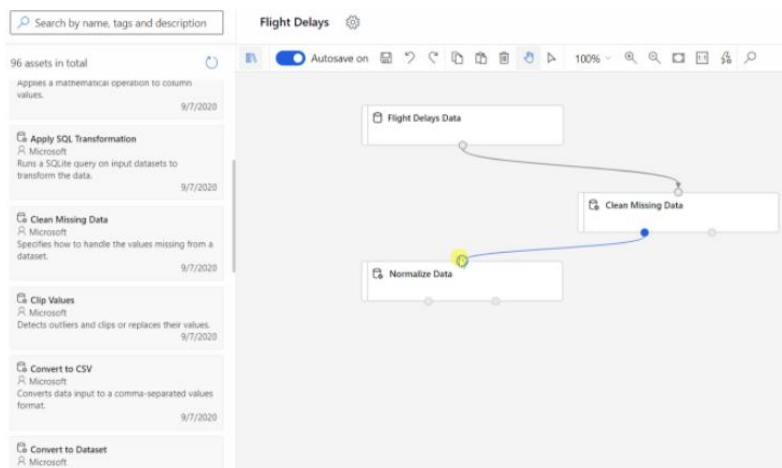 Search by name, tags and description
96 assets in total
Applies a mathematical operation to column
values.
9/7/2020
Apply SQL Transformation
Microsoft
Runs a SQLite query on input datasets to
transform the data.
9/7/2020
Clean Missing Data
Microsoft
Specifies how to handle the values missing from a
dataset.
9/7/2020
Clip Values
Microsoft
Detects outliers and clips or replaces their values.
9/7/2020
Convert to CSV
Microsoft
Converts data input to a comma-separated values
format.
9/7/2020
Convert to Dataset
Microsoft
Flight Delays
Autosave on
100%
Flight Delays Data
Clean Missing Data
Normalize Data